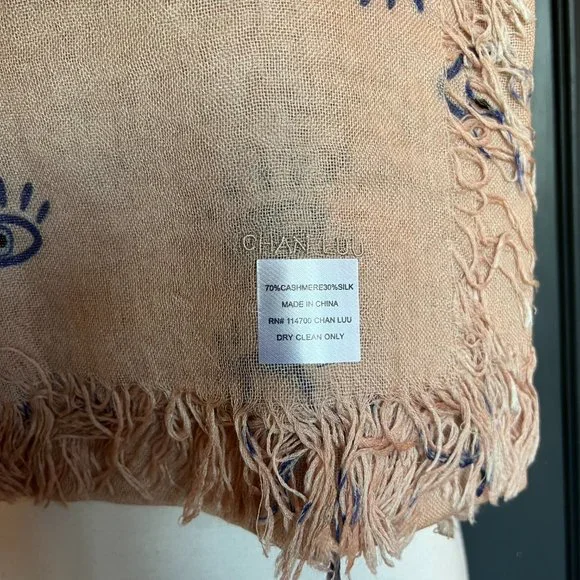 CHAN LUU
70%CASHMERE30%SILK
MADE IN CHINA
RN# 114700 CHAN LUU
DRY CLEAN ONLY